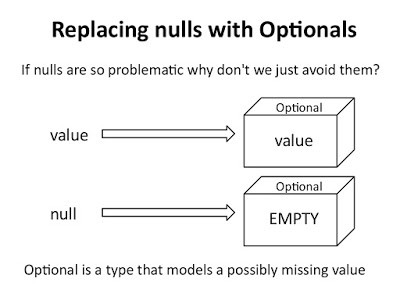 Replacing nulls with Optionals
If nulls are so problematic why don't we just avoid them?
Optional
value
value
Optional
null
EMPTY
Optional is a type that models a possibly missing value